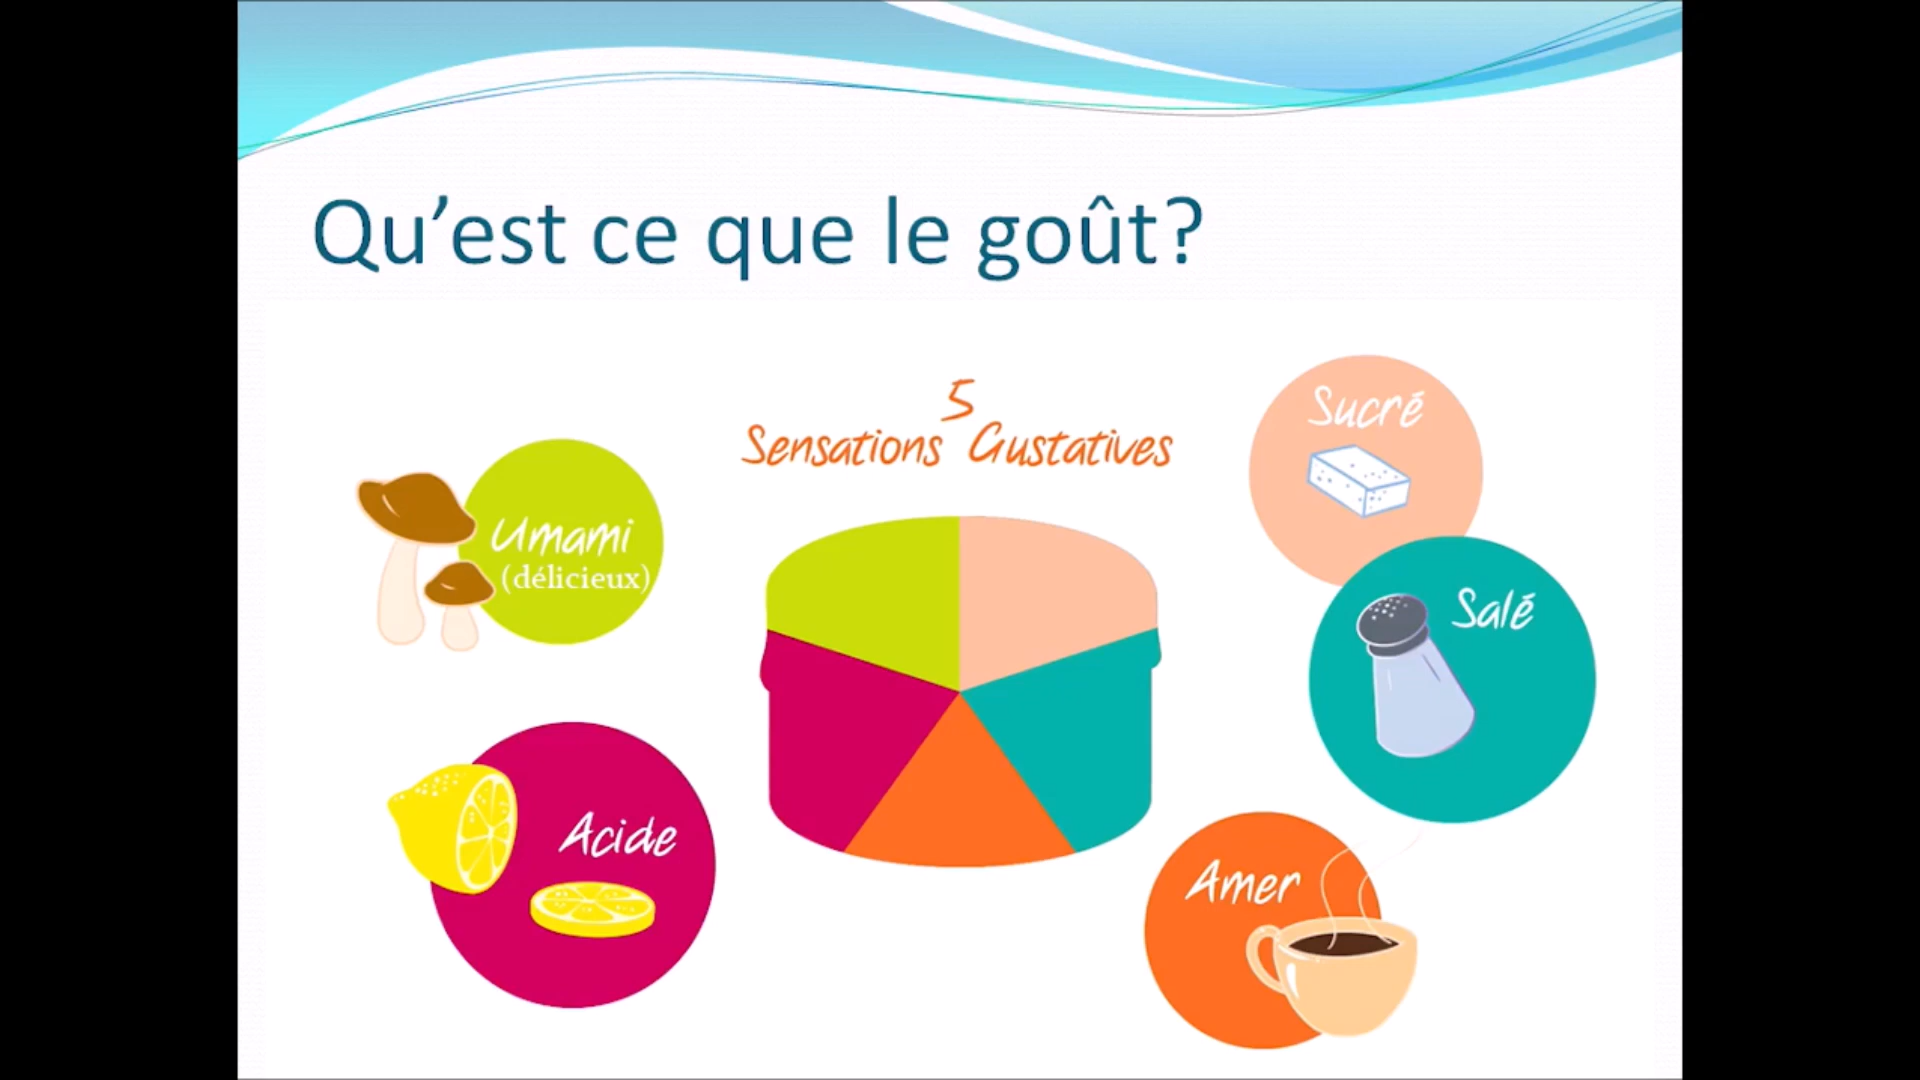 Qu’est ce que le goût?
5
Sensations Gustatives
Sucré
Umami
(délicieux)
Salé
Acide
Amer